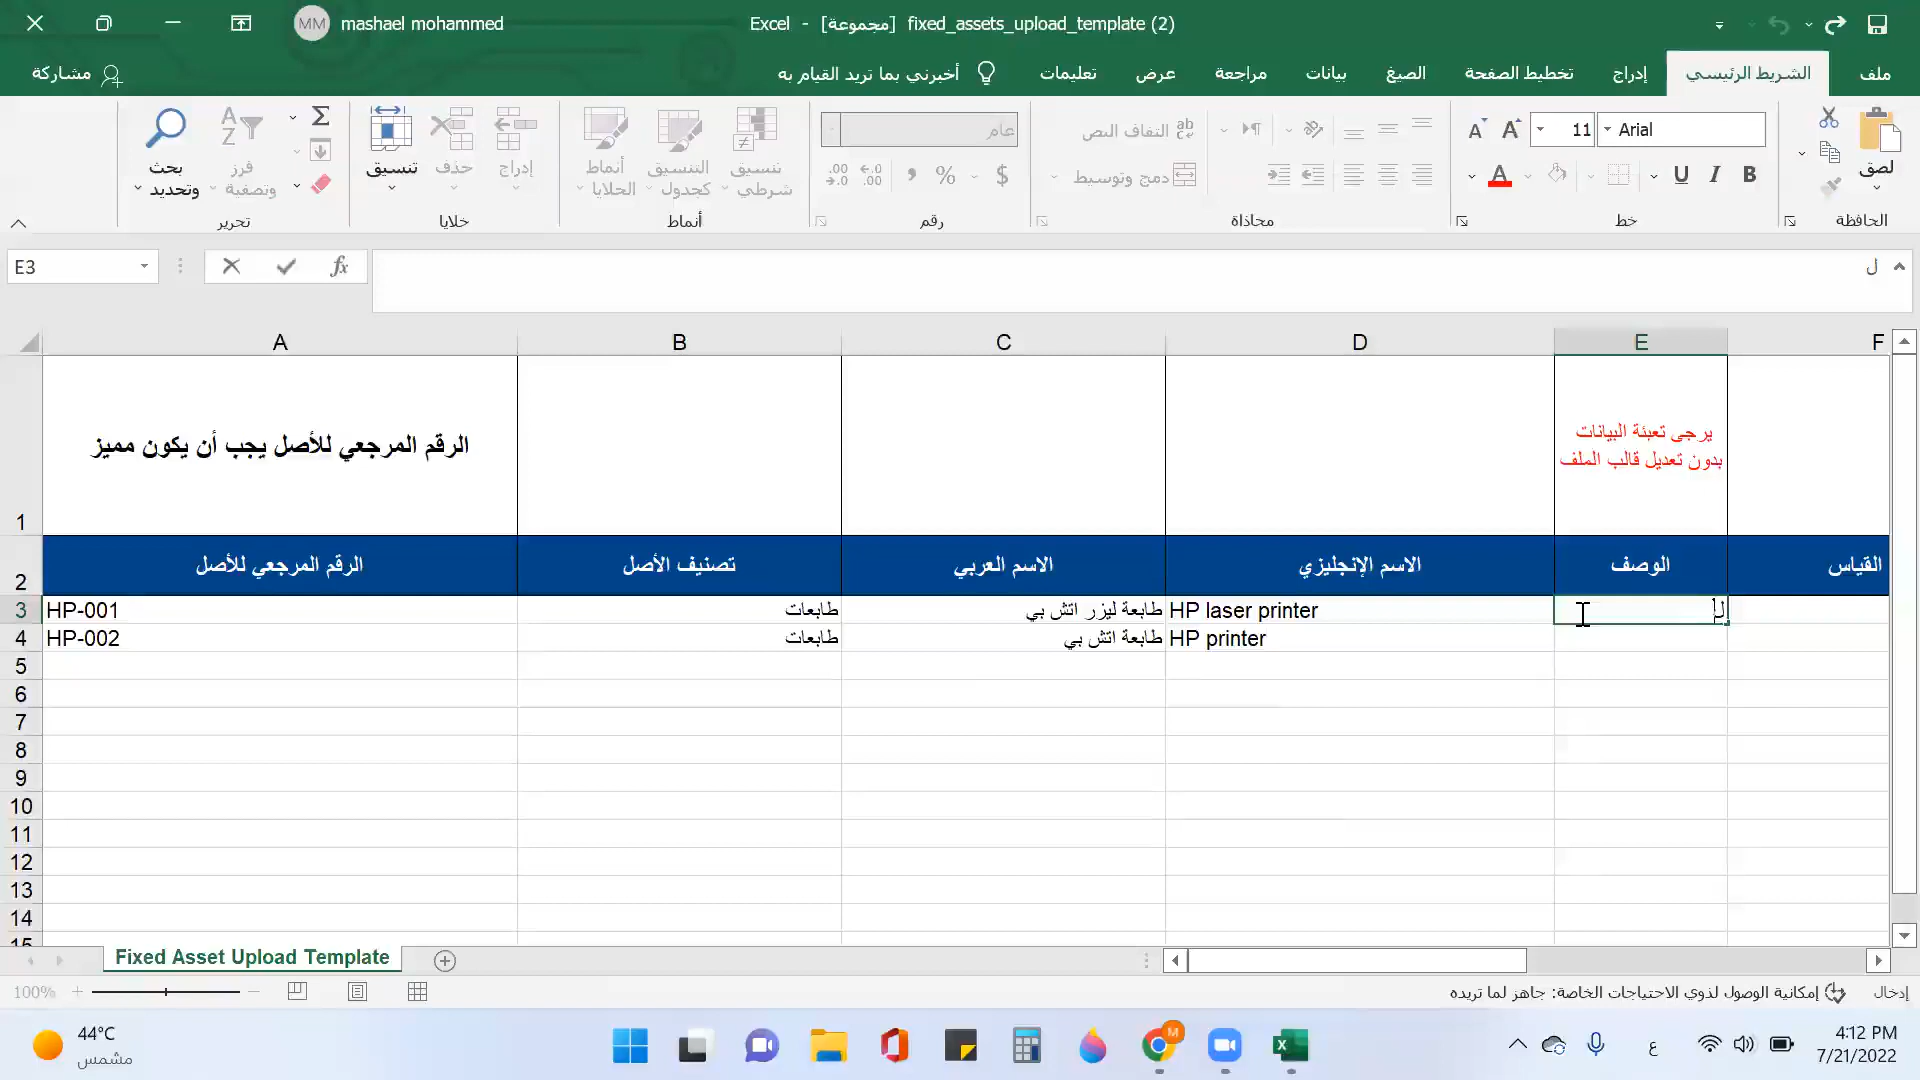 MM mashael mohammed
fixed_assets_upload_template (2) [مجموعة] - Excel
ملف
الشريط الرئيسي
إدراج
تخطيط الصفحة
الصيغ
بيانات
مراجعة
عرض
تعليمات
أخبرني بما تريد القيام به
مشاركة
لصق
الحافظة
Arial
11
B I U
خط
التفاف النص
دمج وتوسيط
محاذاة
عام
$ % ,
رقم
تنسيق شرطي
التنسيق كجدول
أنماط الخلايا
أنماط
إدراج
حذف
تنسيق
خلايا
فرز وتصفية
بحث وتحديد
تحرير
E3
fx
ل
A B C D E F
1
الرقم المرجعي للأصل يجب أن يكون مميز
يرجى تعبئة البيانات
بدون تعديل قالب الملف
2 الرقم المرجعي للأصل تصنيف الأصل الاسم العربي الاسم الإنجليزي الوصف القياس
3 HP-001 طابعات طابعة ليزر اتش بي HP laser printer ل
4 HP-002 طابعات طابعة اتش بي HP printer
5
6
7
8
9
10
11
12
13
14
15
Fixed Asset Upload Template
100%
إمكانية الوصول لذوي الاحتياجات الخاصة: جاهز لما تريده
إدخال
44°C
مشمس
ع
4:12 PM
7/21/2022